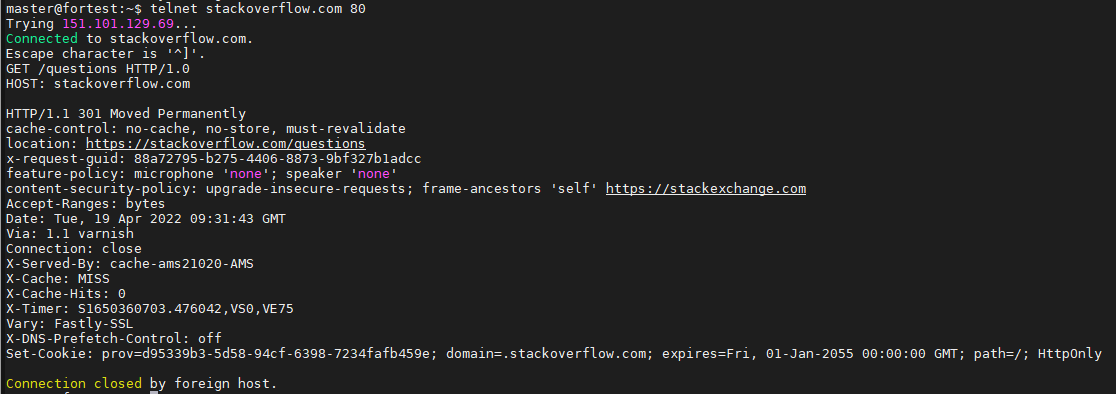 master@fortest:~$ telnet stackoverflow.com 80
Trying 151.101.129.69...
Connected to stackoverflow.com.
Escape character is '^]'.
GET /questions HTTP/1.0
HOST: stackoverflow.com

HTTP/1.1 301 Moved Permanently
cache-control: no-cache, no-store, must-revalidate
location: https://stackoverflow.com/questions
x-request-guid: 88a72795-b275-4406-8873-9bf327b1adcc
feature-policy: microphone 'none'; speaker 'none'
content-security-policy: upgrade-insecure-requests; frame-ancestors 'self' https://stackexchange.com
Accept-Ranges: bytes
Date: Tue, 19 Apr 2022 09:31:43 GMT
Via: 1.1 varnish
Connection: close
X-Served-By: cache-ams21020-AMS
X-Cache: MISS
X-Cache-Hits: 0
X-Timer: S1650360703.476042,VS0,VE75
Vary: Fastly-SSL
X-DNS-Prefetch-Control: off
Set-Cookie: prov=d95339b3-5d58-94cf-6398-7234fafb459e; domain=.stackoverflow.com; expires=Fri, 01-Jan-2055 00:00:00 GMT; path=/; HttpOnly

Connection closed by foreign host.